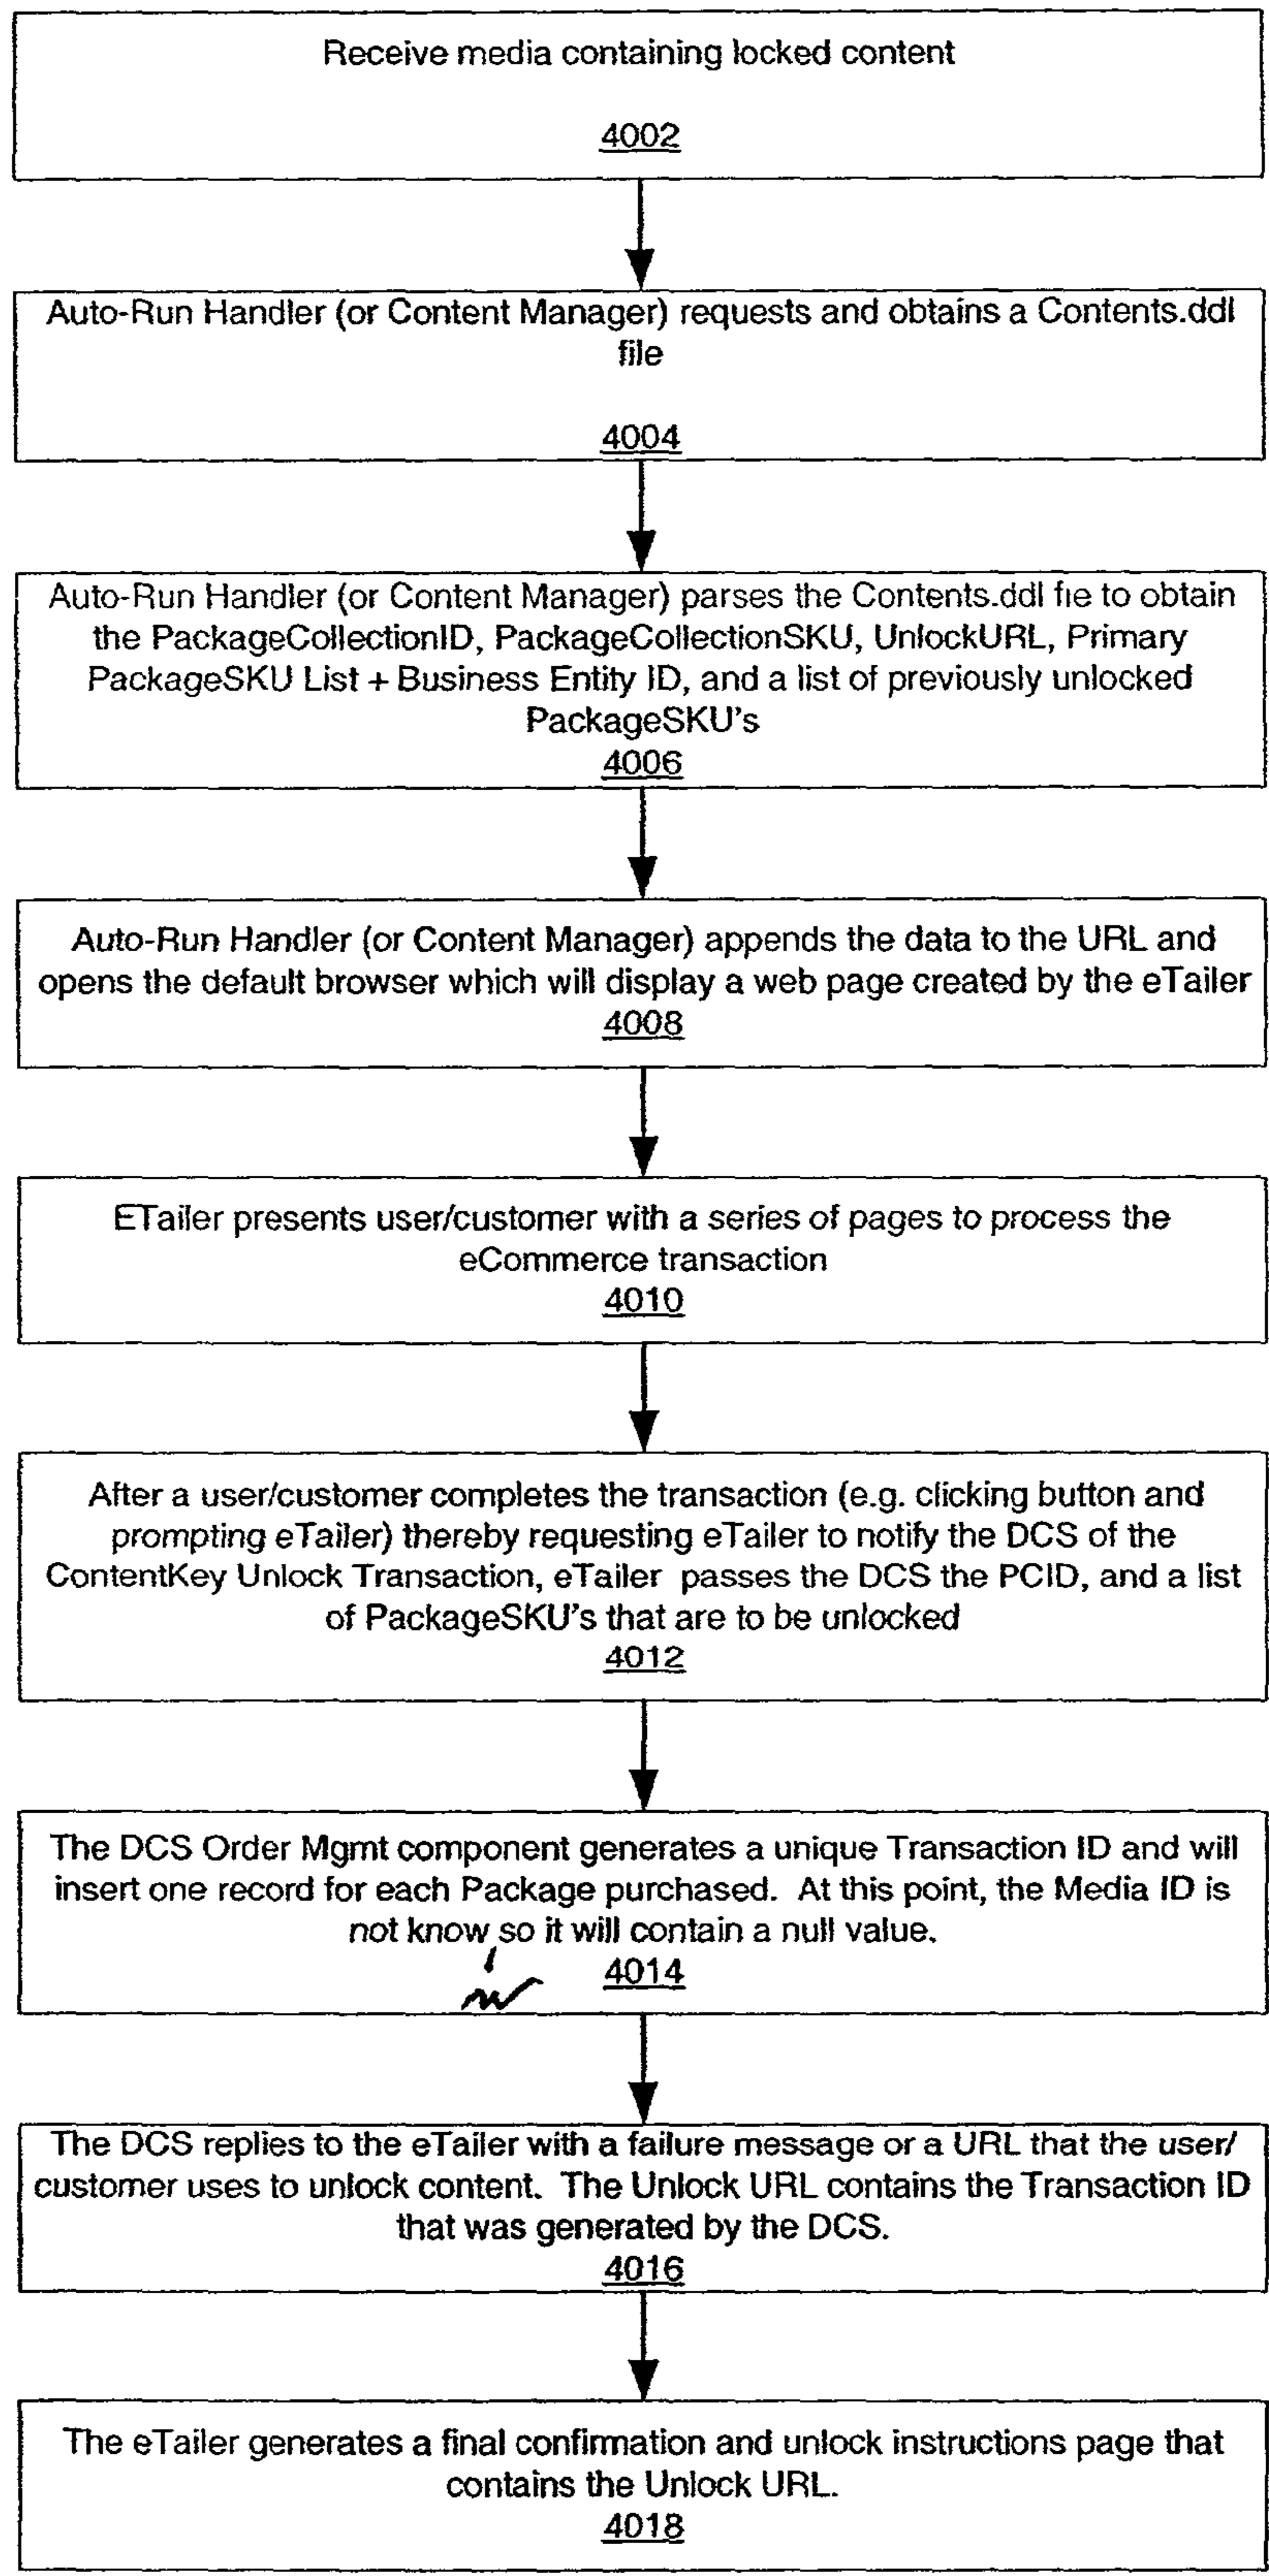 Receive media containing locked content
4002
Auto-Run Handler (or Content Manager) requests and obtains a Contents.ddl
file
4004
Auto-Run Handler (or Content Manager) parses the Contents.ddl fie to obtain
the PackageCollectionID, PackageCollectionSKU, UnlockURL, Primary
PackageSKU List + Business Entity ID, and a list of previously unlocked
PackageSKU's
4006
Auto-Run Handler (or Content Manager) appends the data to the URL and
opens the default browser which will display a web page created by the eTailer
4008
ETailer presents user/customer with a series of pages to process the
eCommerce transaction
4010
After a user/customer completes the transaction (e.g. clicking button and
prompting eTailer) thereby requesting eTailer to notify the DCS of the
ContentKey Unlock Transaction, eTailer passes the DCS the PCID, and a list
of PackageSKU's that are to be unlocked
4012
The DCS Order Mgmt component generates a unique Transaction ID and will
insert one record for each Package purchased. At this point, the Media ID is
not know so it will contain a null value.
4014
The DCS replies to the eTailer with a failure message or a URL that the user/
customer uses to unlock content. The Unlock URL contains the Transaction ID
that was generated by the DCS.
4016
The eTailer generates a final confirmation and unlock instructions page that
contains the Unlock URL.
4018